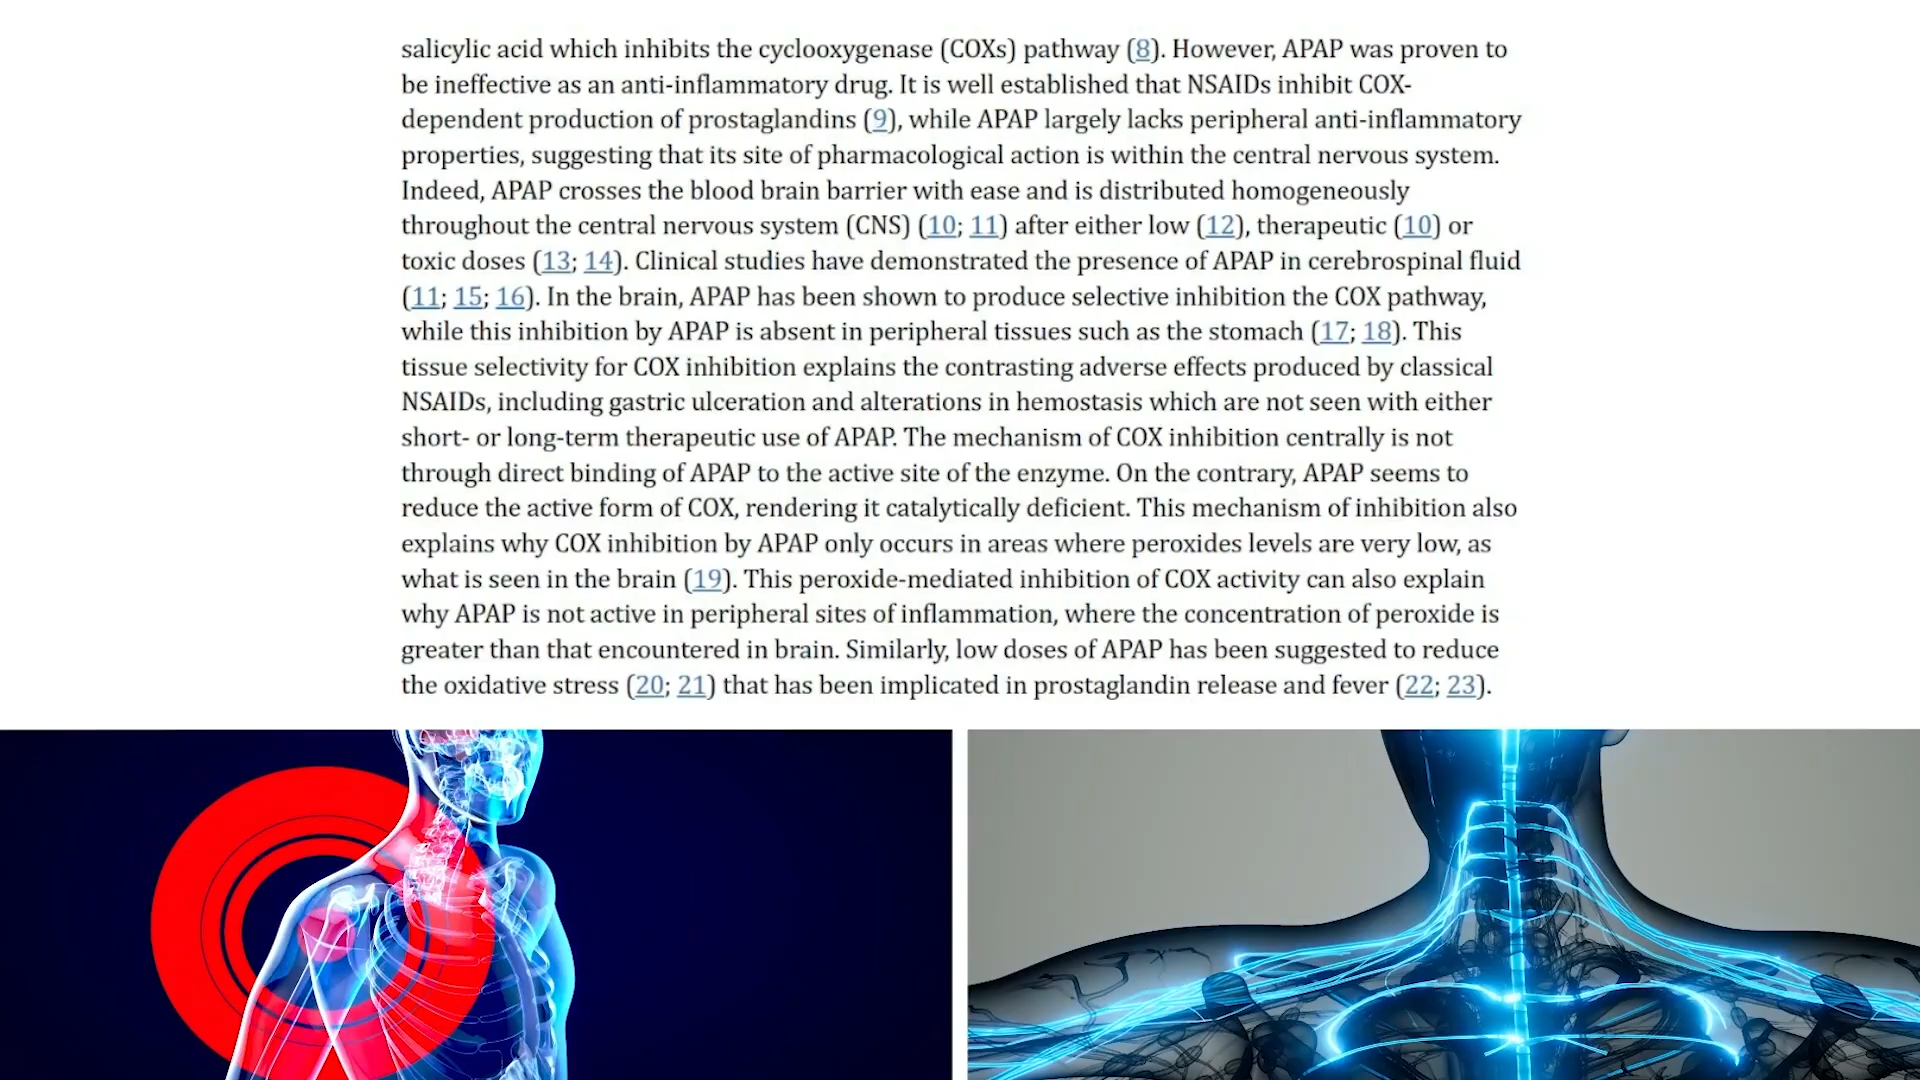 salicylic acid which inhibits the cyclooxygenase (COXs) pathway (8). However, APAP was proven to
be ineffective as an anti-inflammatory drug. It is well established that NSAIDs inhibit COX-
dependent production of prostaglandins (9), while APAP largely lacks peripheral anti-inflammatory
properties, suggesting that its site of pharmacological action is within the central nervous system.
Indeed, APAP crosses the blood brain barrier with ease and is distributed homogeneously
throughout the central nervous system (CNS) (10; 11) after either low (12), therapeutic (10) or
toxic doses (13; 14). Clinical studies have demonstrated the presence of APAP in cerebrospinal fluid
(11; 15; 16). In the brain, APAP has been shown to produce selective inhibition the COX pathway,
while this inhibition by APAP is absent in peripheral tissues such as the stomach (17; 18). This
tissue selectivity for COX inhibition explains the contrasting adverse effects produced by classical
NSAIDs, including gastric ulceration and alterations in hemostasis which are not seen with either
short- or long-term therapeutic use of APAP. The mechanism of COX inhibition centrally is not
through direct binding of APAP to the active site of the enzyme. On the contrary, APAP seems to
reduce the active form of COX, rendering it catalytically deficient. This mechanism of inhibition also
explains why COX inhibition by APAP only occurs in areas where peroxides levels are very low, as
what is seen in the brain (19). This peroxide-mediated inhibition of COX activity can also explain
why APAP is not active in peripheral sites of inflammation, where the concentration of peroxide is
greater than that encountered in brain. Similarly, low doses of APAP has been suggested to reduce
the oxidative stress (20; 21) that has been implicated in prostaglandin release and fever (22; 23).